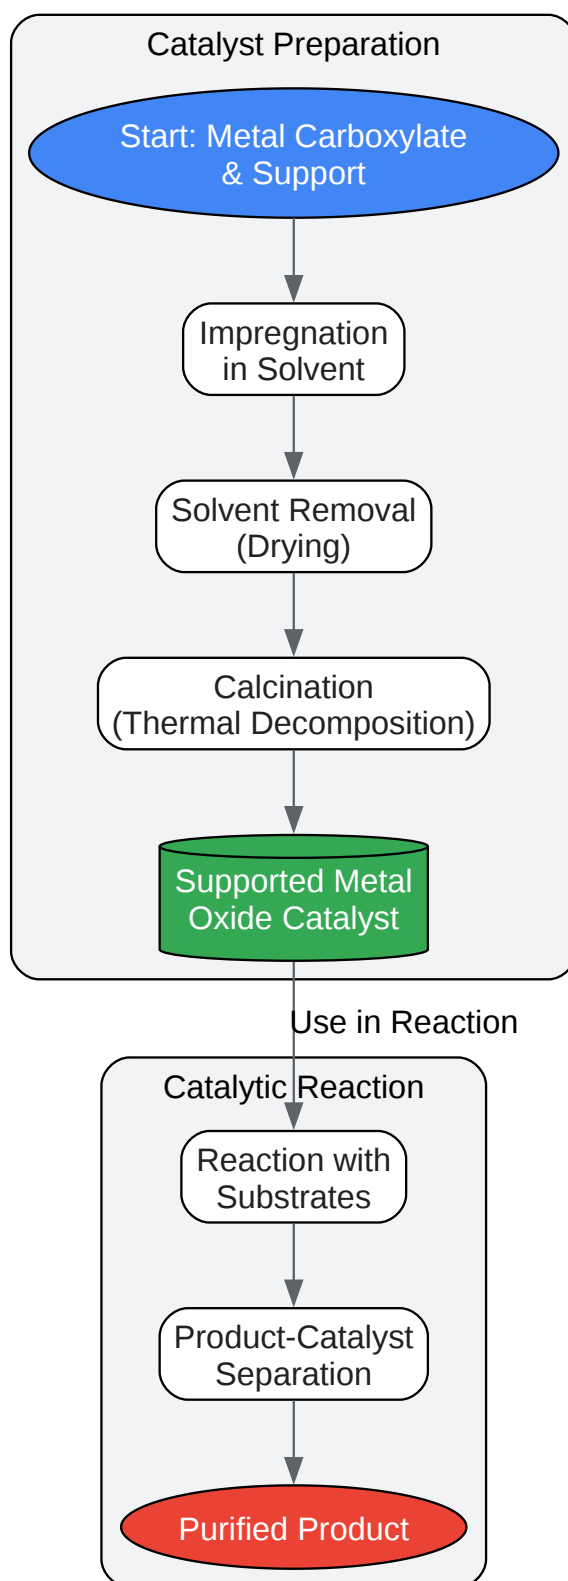 Catalyst Preparation
Start: Metal Carboxylate
& Support
Impregnation
in Solvent
Solvent Removal
(Drying)
Calcination
(Thermal Decomposition)
Supported Metal
Oxide Catalyst
Use in Reaction
Catalytic Reaction
Reaction with
Substrates
Product-Catalyst
Separation
Purified Product